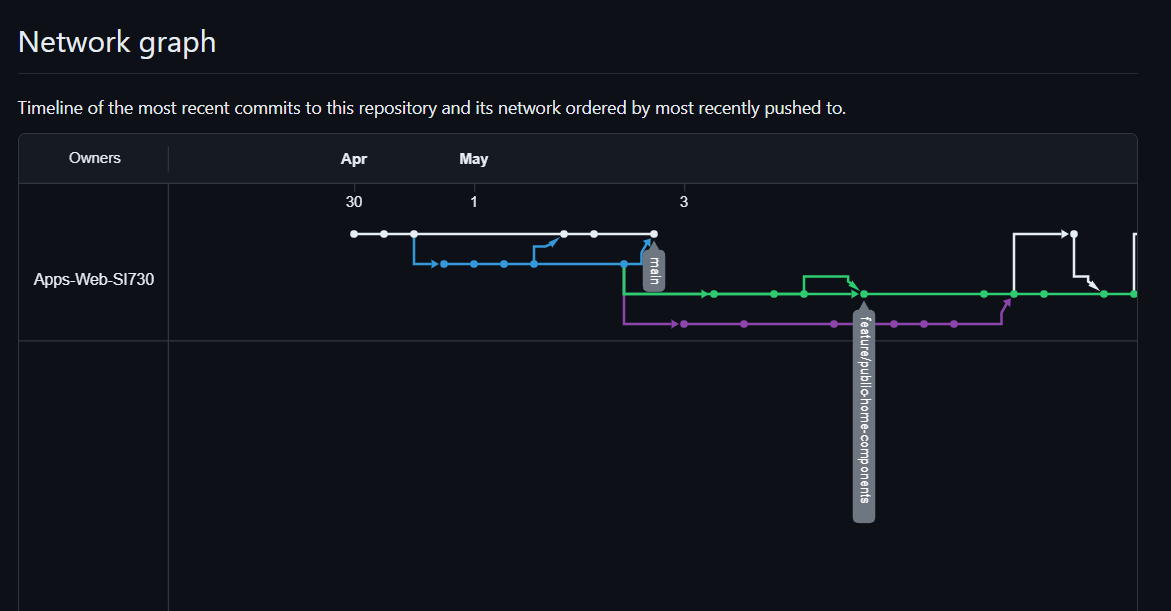 Network graph
Timeline of the most recent commits to this repository and its network ordered by most recently pushed to.
Owners
Apr
May
30
1
3
Apps-Web-SI730
main
feature/public-home-components